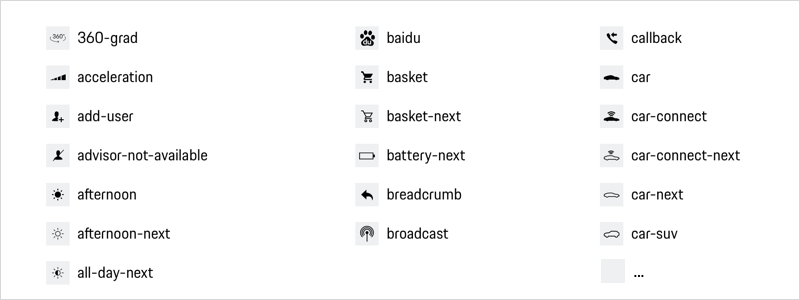 360-grad
acceleration
add-user
advisor-not-available
afternoon
afternoon-next
all-day-next
baidu
basket
basket-next
battery-next
breadcrumb
broadcast
callback
car
car-connect
car-connect-next
car-next
car-suv
...